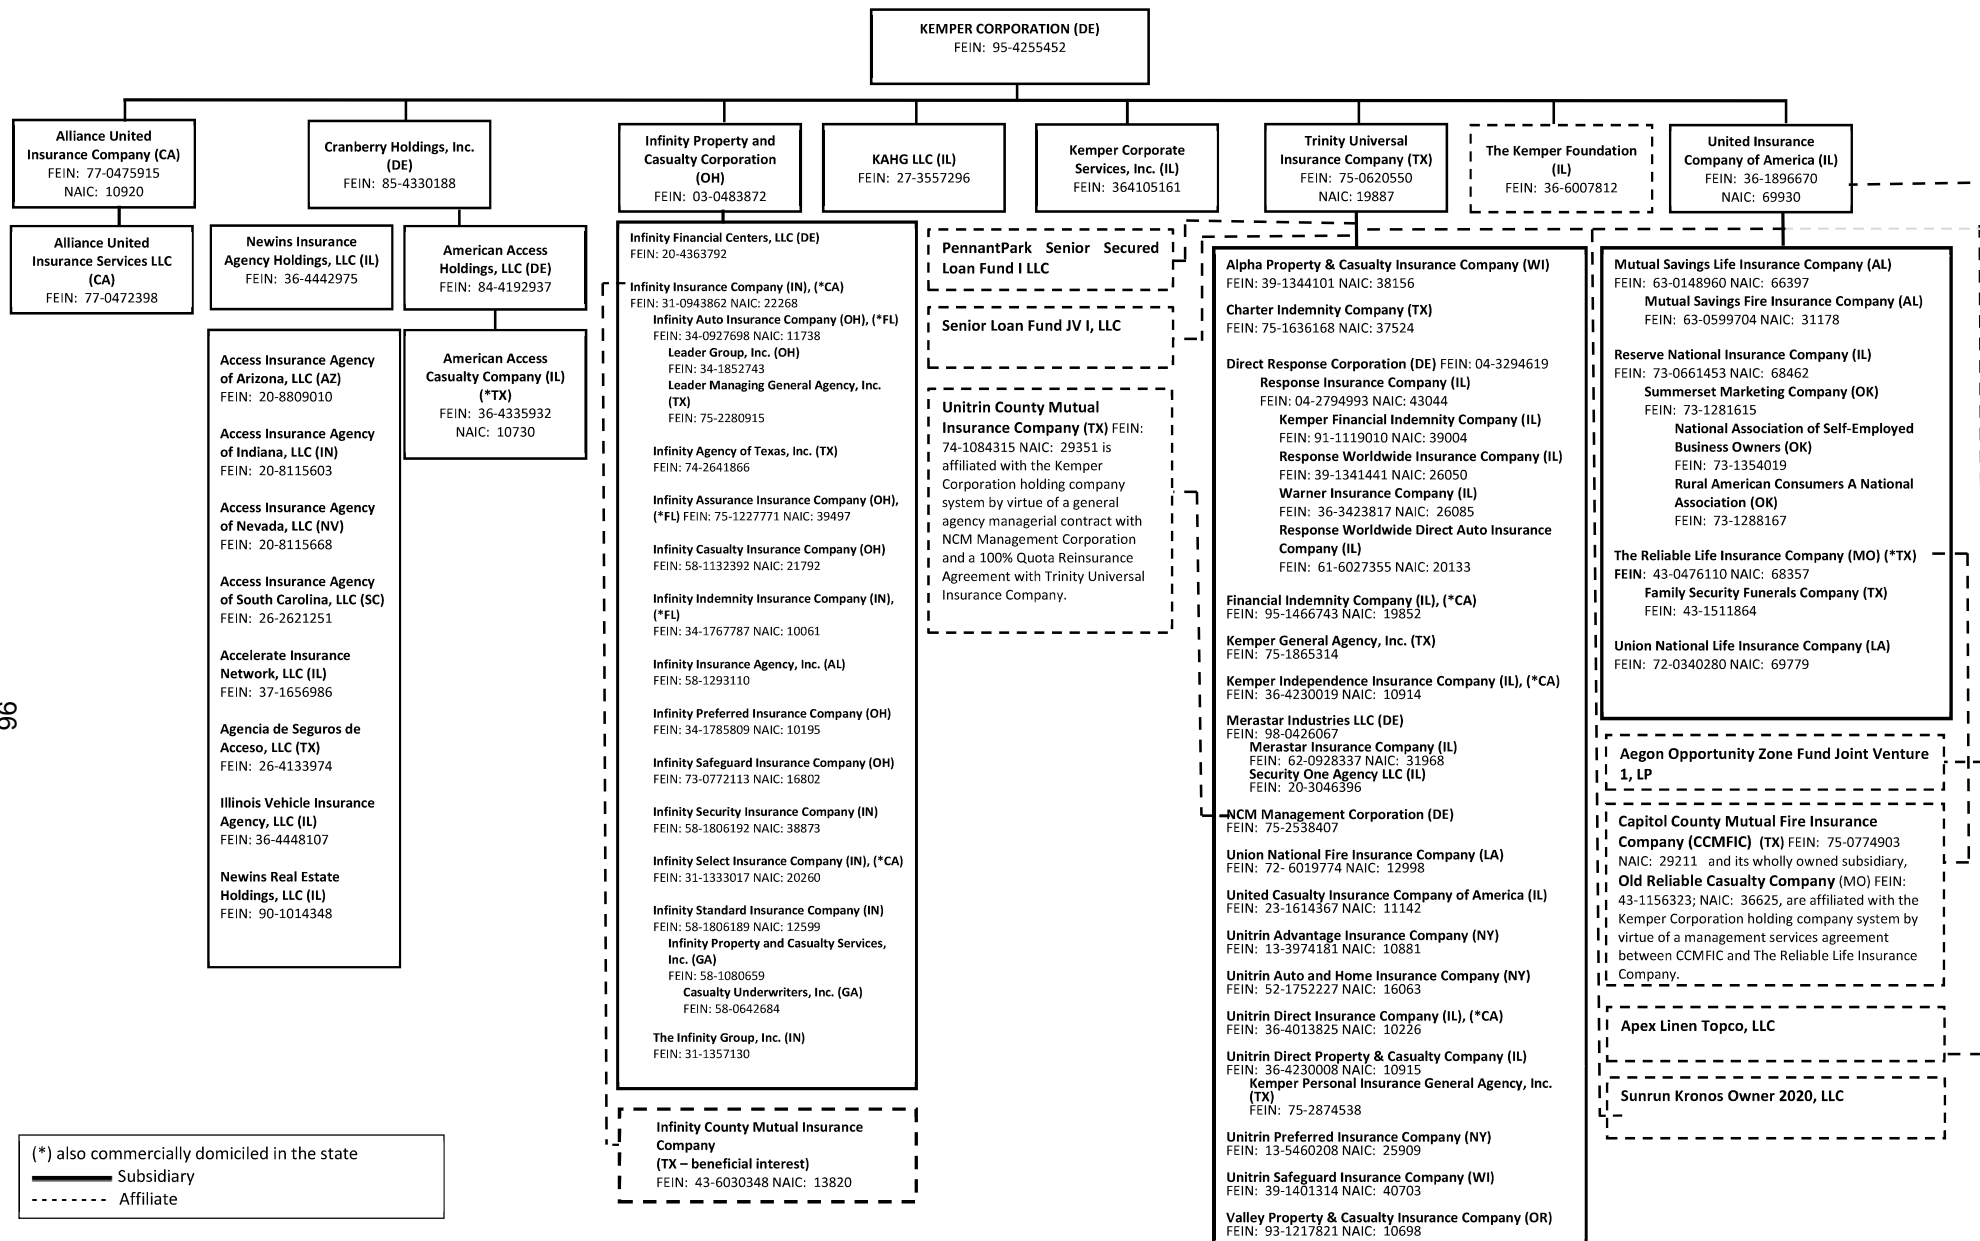 KEMPER CORPORATION (DE)
FEIN: 95-4255452
Alliance United
Insurance Company (CA)
FEIN: 77-0475915
NAIC: 10920
Cranberry Holdings, Inc.
(DE)
FEIN: 85-4330188
Infinity Property and
Casualty Corporation
(OH)
FEIN: 03-0483872
KAHG LLC (IL)
FEIN: 27-3557296
Kemper Corporate
Services, Inc. (IL)
FEIN: 364105161
Trinity Universal
Insurance Company (TX)
FEIN: 75-0620550
NAIC: 19887
The Kemper Foundation
(IL)
FEIN: 36-6007812
United Insurance
Company of America (IL)
FEIN: 36-1896670
NAIC: 69930
Alliance United
Insurance Services LLC
(CA)
FEIN: 77-0472398
Newins Insurance
Agency Holdings, LLC (IL)
FEIN: 36-4442975
American Access
Holdings, LLC (DE)
FEIN: 84-4192937
Access Insurance Agency
of Arizona, LLC (AZ)
FEIN: 20-8809010
Access Insurance Agency
of Indiana, LLC (IN)
FEIN: 20-8115603
Access Insurance Agency
of Nevada, LLC (NV)
FEIN: 20-8115668
Access Insurance Agency
of South Carolina, LLC (SC)
FEIN: 26-2621251
Accelerate Insurance
Network, LLC (IL)
FEIN: 37-1656986
Agencia de Seguros de
Acceso, LLC (TX)
FEIN: 26-4133974
Illinois Vehicle Insurance
Agency, LLC (IL)
FEIN: 36-4448107
Newins Real Estate
Holdings, LLC (IL)
FEIN: 90-1014348
American Access
Casualty Company (IL)
(*TX)
FEIN: 36-4335932
NAIC: 10730
Infinity Financial Centers, LLC (DE)
FEIN: 20-4363792
Infinity Insurance Company (IN), (*CA)
FEIN: 31-0943862 NAIC: 22268
Infinity Auto Insurance Company (OH), (*FL)
FEIN: 34-0927698 NAIC: 11738
Leader Group, Inc. (OH)
FEIN: 34-1852743
Leader Managing General Agency, Inc.
(TX)
FEIN: 75-2280915
Infinity Agency of Texas, Inc. (TX)
FEIN: 74-2641866
Infinity Assurance Insurance Company (OH),
(*FL) FEIN: 75-1227771 NAIC: 39497
Infinity Casualty Insurance Company (OH)
FEIN: 58-1132392 NAIC: 21792
Infinity Indemnity Insurance Company (IN),
(*FL)
FEIN: 34-1767787 NAIC: 10061
Infinity Insurance Agency, Inc. (AL)
FEIN: 58-1293110
Infinity Preferred Insurance Company (OH)
FEIN: 34-1785809 NAIC: 10195
Infinity Safeguard Insurance Company (OH)
FEIN: 73-0772113 NAIC: 16802
Infinity Security Insurance Company (IN)
FEIN: 58-1806192 NAIC: 38873
Infinity Select Insurance Company (IN), (*CA)
FEIN: 31-1333017 NAIC: 20260
Infinity Standard Insurance Company (IN)
FEIN: 58-1806189 NAIC: 12599
Infinity Property and Casualty Services,
Inc. (GA)
FEIN: 58-1080659
Casualty Underwriters, Inc. (GA)
FEIN: 58-0642684
The Infinity Group, Inc. (IN)
FEIN: 31-1357130
Infinity County Mutual Insurance
Company
(TX – beneficial interest)
FEIN: 43-6030348 NAIC: 13820
PennantPark Senior Secured
Loan Fund I LLC
Senior Loan Fund JV I, LLC
Unitrin County Mutual
Insurance Company (TX) FEIN:
74-1084315 NAIC: 29351 is
affiliated with the Kemper
Corporation holding company
system by virtue of a general
agency managerial contract with
NCM Management Corporation
and a 100% Quota Reinsurance
Agreement with Trinity Universal
Insurance Company.
Alpha Property & Casualty Insurance Company (WI)
FEIN: 39-1344101 NAIC: 38156
Charter Indemnity Company (TX)
FEIN: 75-1636168 NAIC: 37524
Direct Response Corporation (DE) FEIN: 04-3294619
Response Insurance Company (IL)
FEIN: 04-2794993 NAIC: 43044
Kemper Financial Indemnity Company (IL)
FEIN: 91-1119010 NAIC: 39004
Response Worldwide Insurance Company (IL)
FEIN: 39-1341441 NAIC: 26050
Warner Insurance Company (IL)
FEIN: 36-3423817 NAIC: 26085
Response Worldwide Direct Auto Insurance
Company (IL)
FEIN: 61-6027355 NAIC: 20133
Financial Indemnity Company (IL), (*CA)
FEIN: 95-1466743 NAIC: 19852
Kemper General Agency, Inc. (TX)
FEIN: 75-1865314
Kemper Independence Insurance Company (IL), (*CA)
FEIN: 36-4230019 NAIC: 10914
Merastar Industries LLC (DE)
FEIN: 98-0426067
Merastar Insurance Company (IL)
FEIN: 62-0928337 NAIC: 31968
Security One Agency LLC (IL)
FEIN: 20-3046396
NCM Management Corporation (DE)
FEIN: 75-2538407
Union National Fire Insurance Company (LA)
FEIN: 72- 6019774 NAIC: 12998
United Casualty Insurance Company of America (IL)
FEIN: 23-1614367 NAIC: 11142
Unitrin Advantage Insurance Company (NY)
FEIN: 13-3974181 NAIC: 10881
Unitrin Auto and Home Insurance Company (NY)
FEIN: 52-1752227 NAIC: 16063
Unitrin Direct Insurance Company (IL), (*CA)
FEIN: 36-4013825 NAIC: 10226
Unitrin Direct Property & Casualty Company (IL)
FEIN: 36-4230008 NAIC: 10915
Kemper Personal Insurance General Agency, Inc.
(TX)
FEIN: 75-2874538
Unitrin Preferred Insurance Company (NY)
FEIN: 13-5460208 NAIC: 25909
Unitrin Safeguard Insurance Company (WI)
FEIN: 39-1401314 NAIC: 40703
Valley Property & Casualty Insurance Company (OR)
FEIN: 93-1217821 NAIC: 10698
Mutual Savings Life Insurance Company (AL)
FEIN: 63-0148960 NAIC: 66397
Mutual Savings Fire Insurance Company (AL)
FEIN: 63-0599704 NAIC: 31178
Reserve National Insurance Company (IL)
FEIN: 73-0661453 NAIC: 68462
Summerset Marketing Company (OK)
FEIN: 73-1281615
National Association of Self-Employed
Business Owners (OK)
FEIN: 73-1354019
Rural American Consumers A National
Association (OK)
FEIN: 73-1288167
The Reliable Life Insurance Company (MO) (*TX)
FEIN: 43-0476110 NAIC: 68357
Family Security Funerals Company (TX)
FEIN: 43-1511864
Union National Life Insurance Company (LA)
FEIN: 72-0340280 NAIC: 69779
Aegon Opportunity Zone Fund Joint Venture
1, LP
Capitol County Mutual Fire Insurance
Company (CCMFIC) (TX) FEIN: 75-0774903
NAIC: 29211 and its wholly owned subsidiary,
Old Reliable Casualty Company (MO) FEIN:
43-1156323; NAIC: 36625, are affiliated with the
Kemper Corporation holding company system by
virtue of a management services agreement
between CCMFIC and The Reliable Life Insurance
Company.
Apex Linen Topco, LLC
Sunrun Kronos Owner 2020, LLC
96
(*) also commercially domiciled in the state
Subsidiary
Affiliate